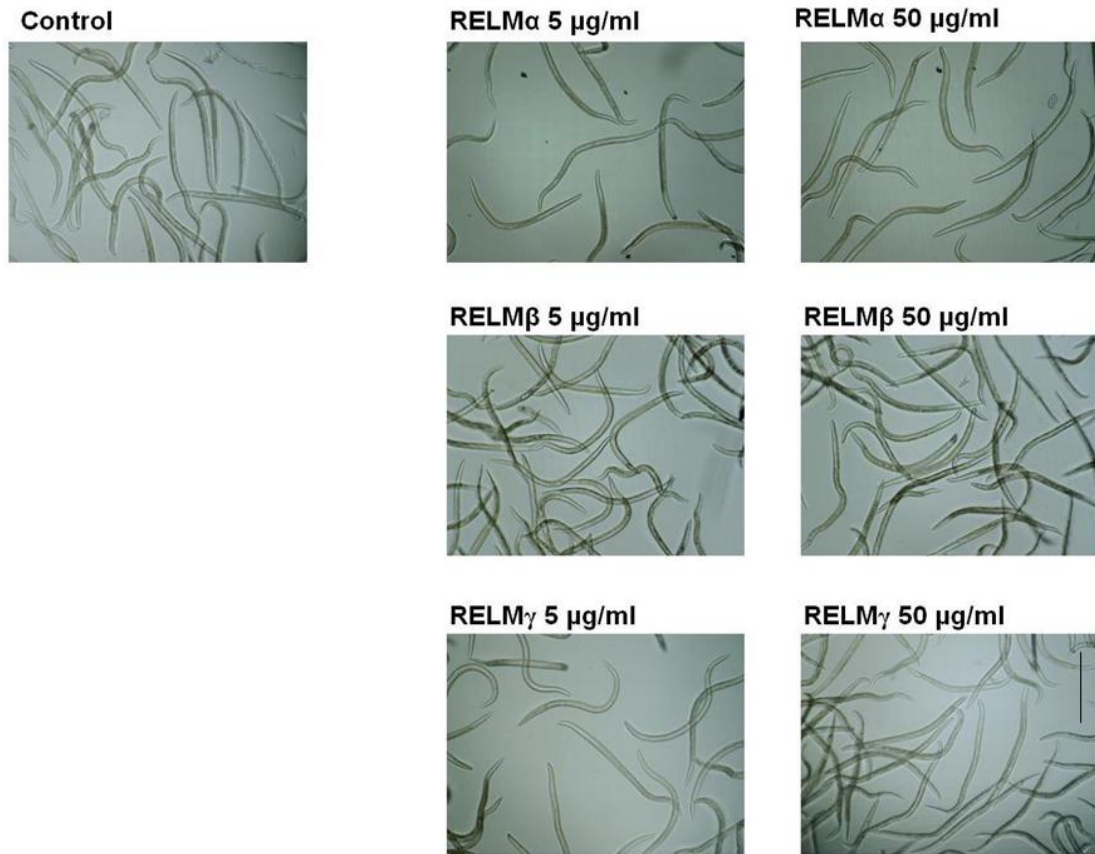 Control
RELMα 5 µg/ml
RELMα 50 µg/ml
RELMβ 5 µg/ml
RELMβ 50 µg/ml
RELMγ 5 µg/ml
RELMγ 50 µg/ml